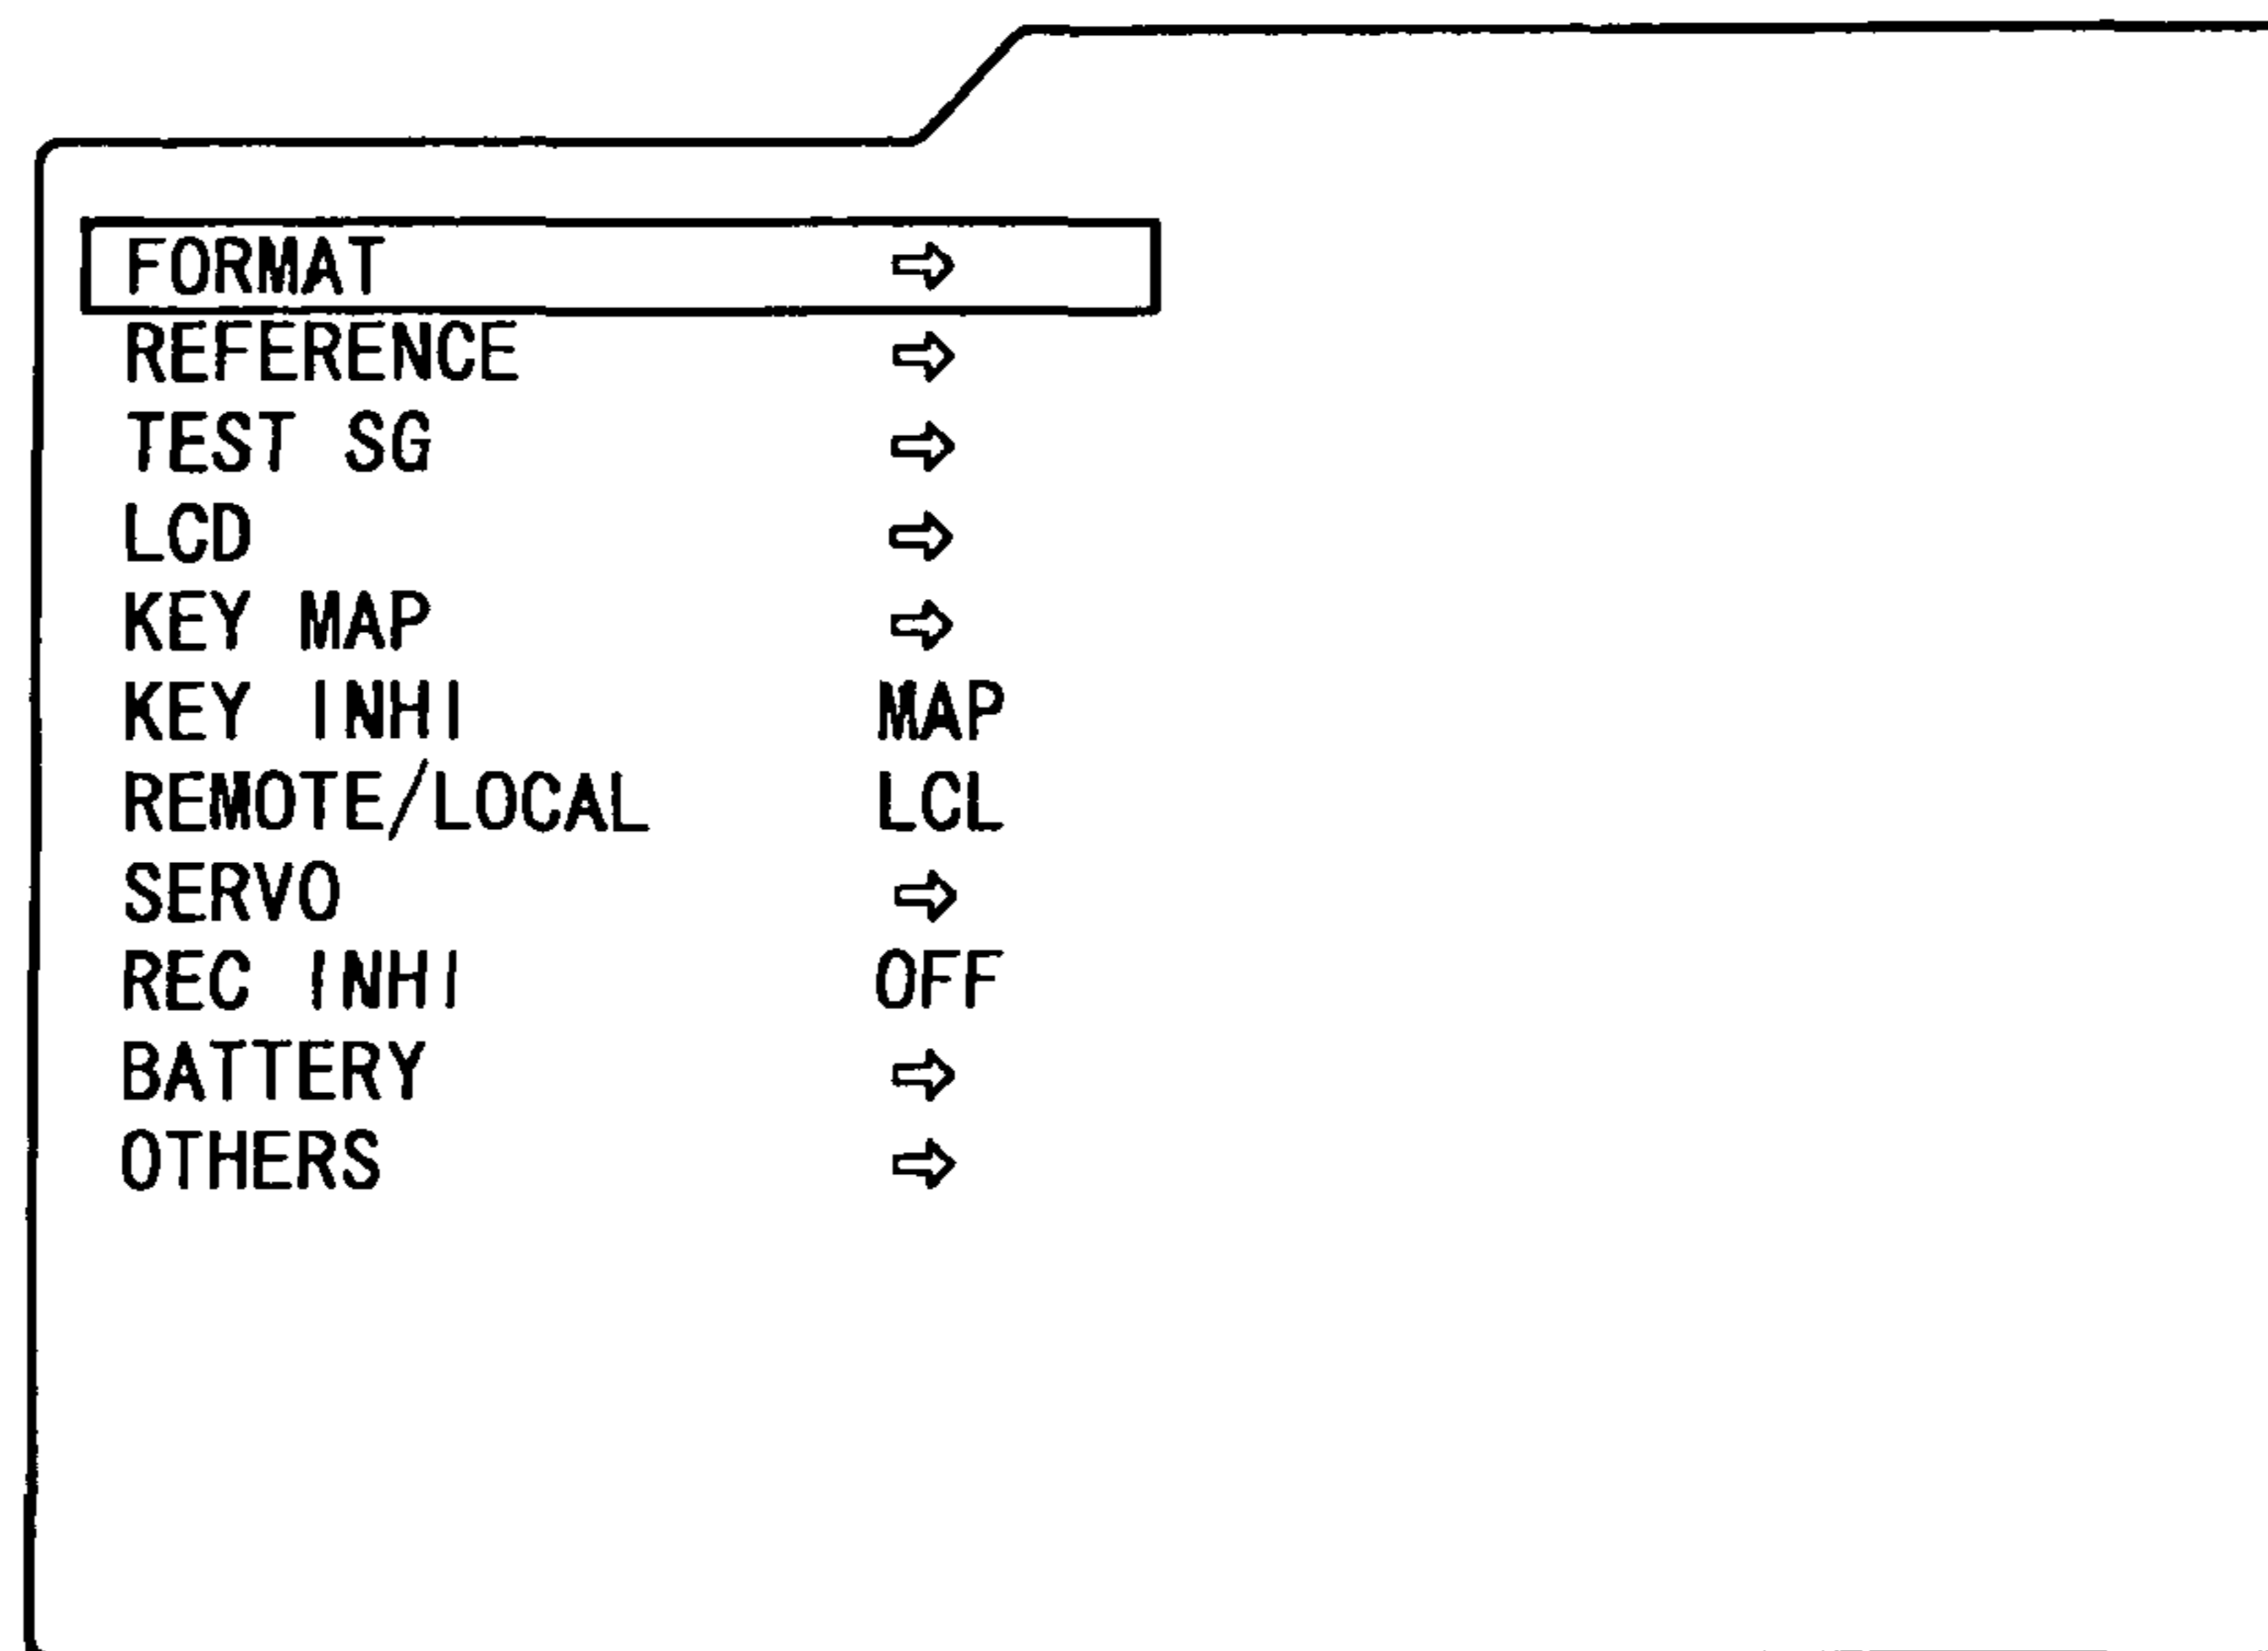 FORMAT ⇨
REFERENCE ⇨
TEST SG ⇨
LCD ⇨
KEY MAP ⇨
KEY INHI MAP
REMOTE/LOCAL LCL
SERVO ⇨
REC INHI OFF
BATTERY ⇨
OTHERS ⇨